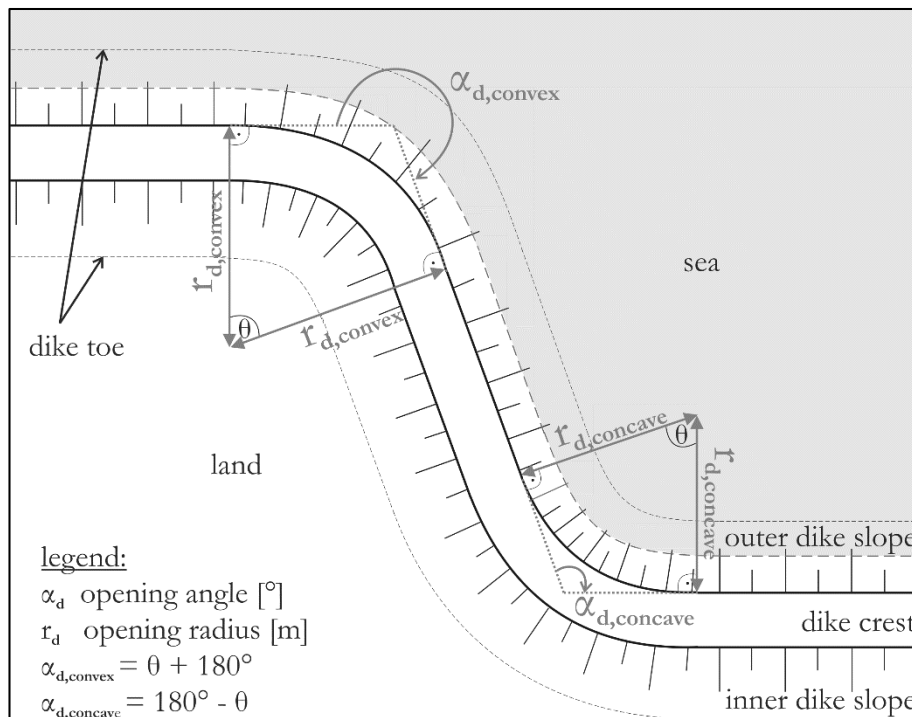 α d,convex
r d,convex
sea
θ
r d,convex
dike toe
r d,concave
θ
r d,concave
land
outer dike slope
legend:
α d opening angle [°]
α d,concave
r d opening radius [m]
dike crest
α d,convex = θ + 180°
α d,concave = 180° - θ
inner dike slope